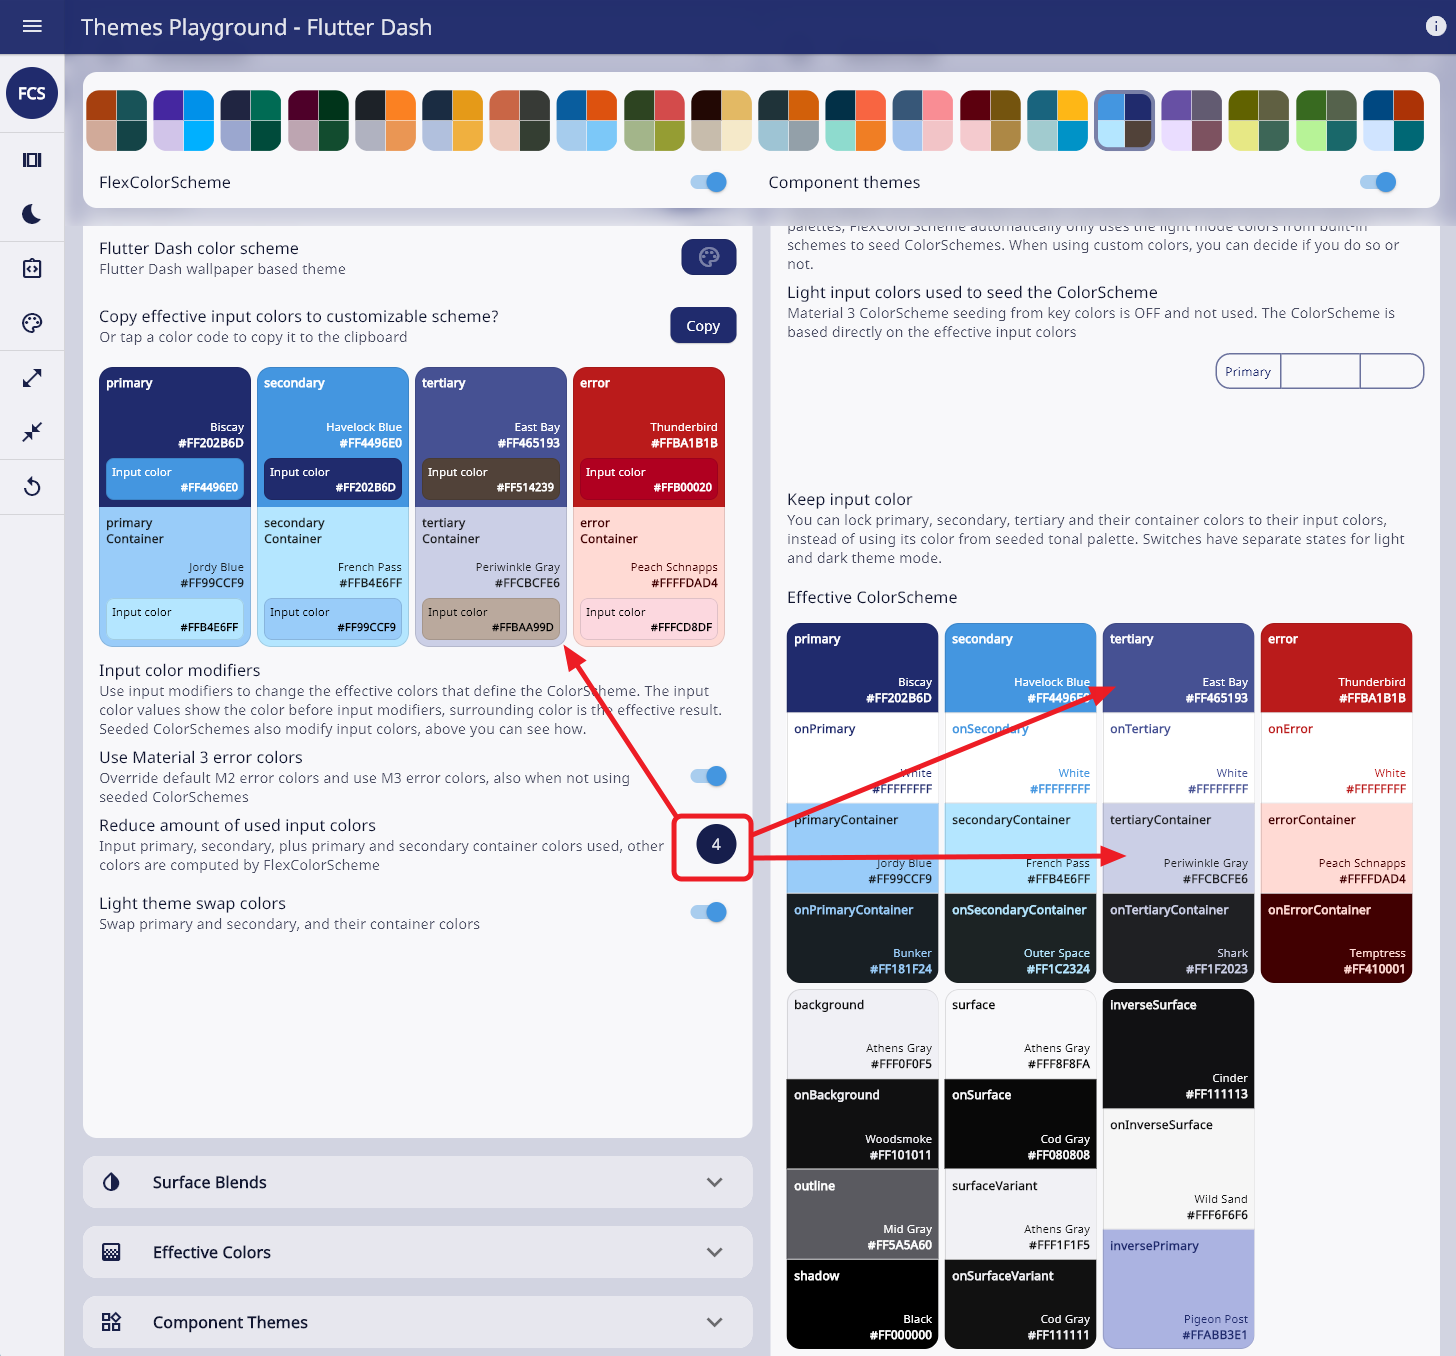 Themes Playground - Flutter Dash
FCS
FlexColorScheme
Component themes
Flutter Dash color scheme
Flutter Dash wallpaper based theme
Copy effective input colors to customizable scheme?
Or tap a color code to copy it to the clipboard
Copy
primary
Biscay
#FF202B6D
Input color
#FF4496E0
secondary
Havelock Blue
#FF4496E0
Input color
#FF202B6D
tertiary
East Bay
#FF465193
Input color
#FF514239
error
Thunderbird
#FFBA1B1B
Input color
#FFB00020
primary
Container
Jordy Blue
#FF99CCF9
Input color
#FFB4E6FF
secondary
Container
French Pass
#FFB4E6FF
Input color
#FF99CCF9
tertiary
Container
Periwinkle Gray
#FFCBCFE6
Input color
#FFBAA99D
error
Container
Peach Schnapps
#FFFFDAD4
Input color
#FFFCD8DF
Input color modifiers
Use input modifiers to change the effective colors that define the ColorScheme. The input
color values show the color before input modifiers, surrounding color is the effective result.
Seeded ColorSchemes also modify input colors, above you can see how.
Use Material 3 error colors
Override default M2 error colors and use M3 error colors, also when not using
seeded ColorSchemes
Reduce amount of used input colors
Input primary, secondary, plus primary and secondary container colors used, other
colors are computed by FlexColorScheme
4
Light theme swap colors
Swap primary and secondary, and their container colors
Surface Blends
Effective Colors
Component Themes
palettes, FlexColorScheme automatically only uses the light mode colors from built-in
schemes to seed ColorSchemes. When using custom colors, you can decide if you do so or
not.
Light input colors used to seed the ColorScheme
Material 3 ColorScheme seeding from key colors is OFF and not used. The ColorScheme is
based directly on the effective input colors
Primary
Keep input color
You can lock primary, secondary, tertiary and their container colors to their input colors,
instead of using its color from seeded tonal palette. Switches have separate states for light
and dark theme mode.
Effective ColorScheme
primary
Biscay
#FF202B6D
secondary
Havelock Blue
#FF4496E0
tertiary
East Bay
#FF465193
error
Thunderbird
#FFBA1B1B
onPrimary
White
#FFFFFFFF
onSecondary
White
#FFFFFFFF
onTertiary
White
#FFFFFFFF
onError
White
#FFFFFFFF
primaryContainer
Jordy Blue
#FF99CCF9
secondaryContainer
French Pass
#FFB4E6FF
tertiaryContainer
Periwinkle Gray
#FFCBCFE6
errorContainer
Peach Schnapps
#FFFFDAD4
onPrimaryContainer
Bunker
#FF181F24
onSecondaryContainer
Outer Space
#FF1C2324
onTertiaryContainer
Shark
#FF1F2023
onErrorContainer
Temptress
#FF410001
background
Athens Gray
#FFF0F0F5
surface
Athens Gray
#FFF8F8FA
inverseSurface
Cinder
#FF111113
onBackground
Woodsmoke
#FF101011
onSurface
Cod Gray
#FF080808
onInverseSurface
Wild Sand
#FFF6F6F6
outline
Mid Gray
#FF5A5A60
surfaceVariant
Athens Gray
#FFF1F1F5
inversePrimary
Pigeon Post
#FFABB3E1
shadow
Black
#FF000000
onSurfaceVariant
Cod Gray
#FF111111